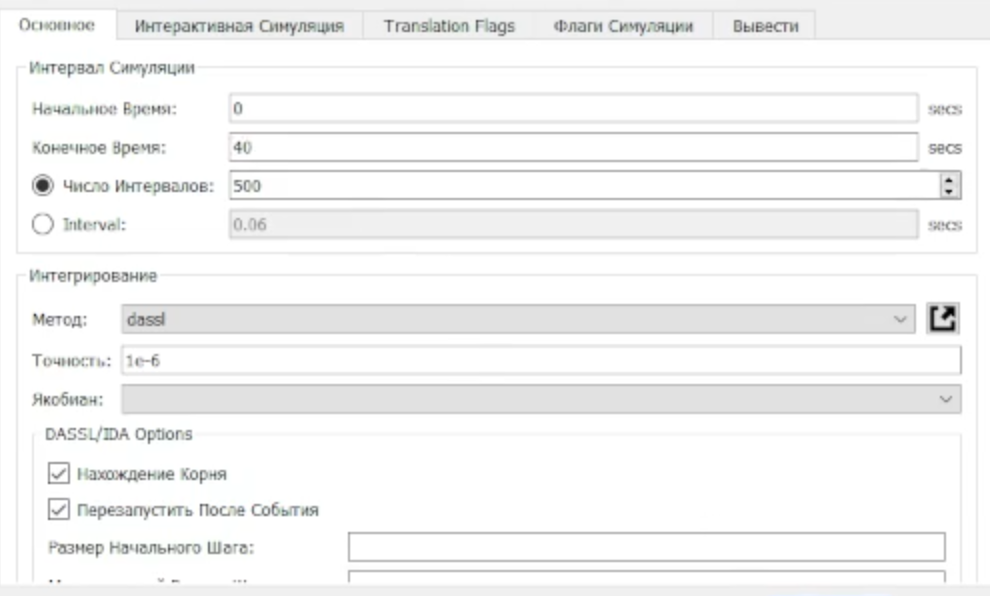 Основное Интерактивная Симуляция Translation Flags Флаги Симуляции Вывести
Интервал Симуляции
Начальное Время: 0 secs
Конечное Время: 40 secs
Число Интервалов: 500
Interval: 0.06 secs
Интегрирование
Метод: dassl
Точность: 1e-6
Якобиан:
DASSL/IDA Options
Нахождение Корня
Перезапустить После События
Размер Начального Шага: